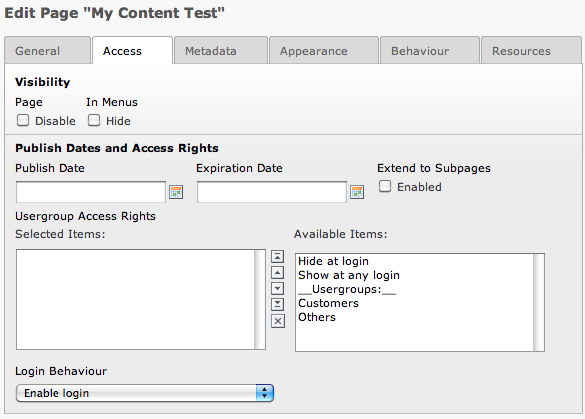 Edit Page "My Content Test"
General Access Metadata Appearance Behaviour Resources
Visibility
Page In Menus
Disable Hide
Publish Dates and Access Rights
Publish Date Expiration Date Extend to Subpages
Enabled
Usergroup Access Rights
Selected Items: Available Items:
Hide at login
Show at any login
__Usergroups:__
Customers
Others
Login Behaviour
Enable login